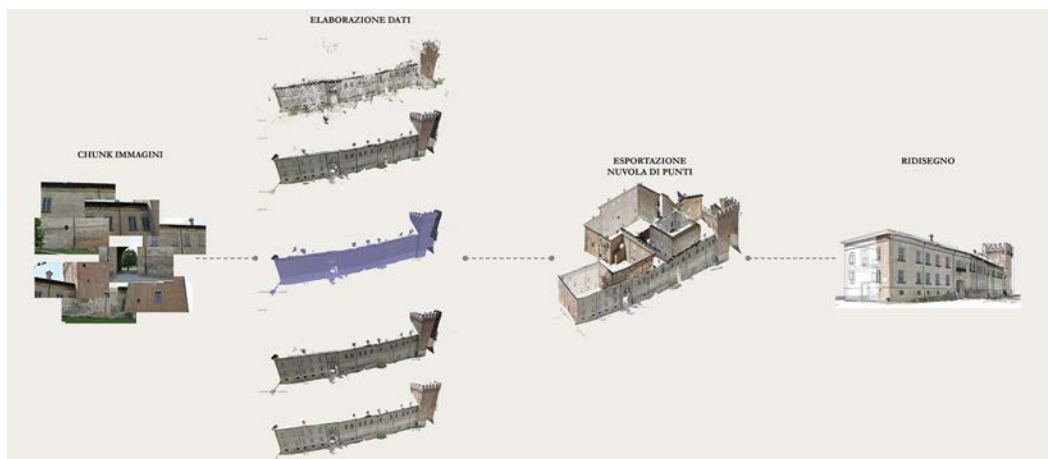 ELABORAZIONE DATI
CHUNK IMMAGINI
ESPORTAZIONE
NUVOLA DI PUNTI
RIDISEGNO